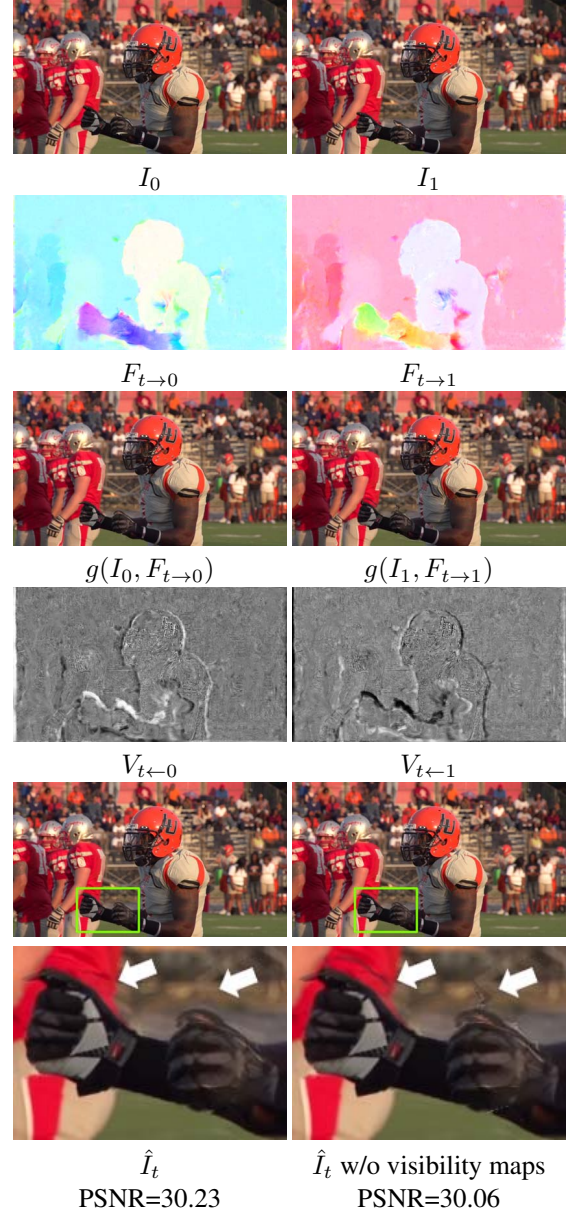 I_0 I_1
F_{t→0} F_{t→1}
g(I_0, F_{t→0}) g(I_1, F_{t→1})
V_{t←0} V_{t←1}
Î_t Î_t w/o visibility maps
PSNR=30.23 PSNR=30.06